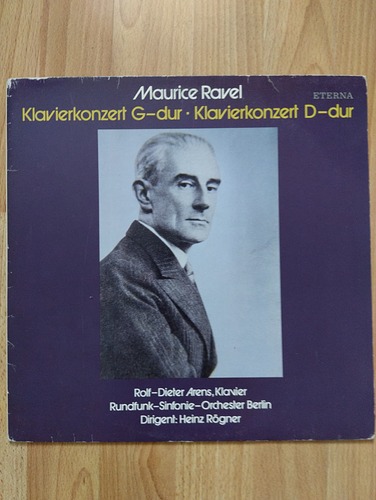 Maurice Ravel
ETERNA
Klavierkonzert G-dur · Klavierkonzert D-dur
Rolf-Dieter Arens, Klavier
Rundfunk-Sinfonie-Orchester Berlin
Dirigent: Heinz Rögner